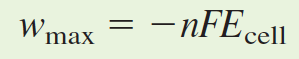 w_max = −nFE_cell